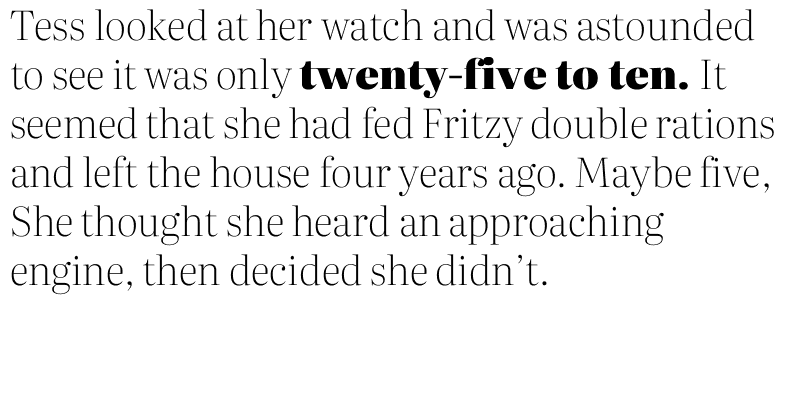 Tess looked at her watch and was astounded
to see it was only twenty-five to ten. It
seemed that she had fed Fritzy double rations
and left the house four years ago. Maybe five,
She thought she heard an approaching
engine, then decided she didn’t.